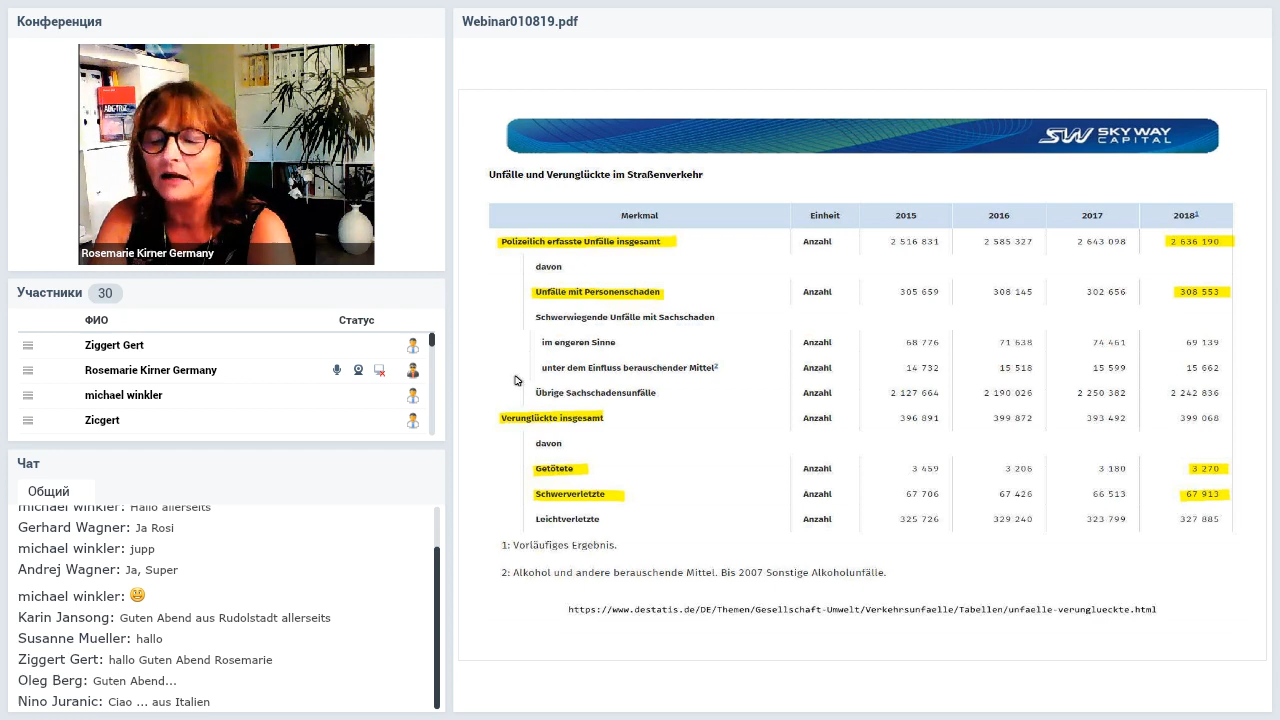 Конференция
Rosemarie Kirner Germany
Участники 30
ФИО Статус
Ziggert Gert
Rosemarie Kirner Germany
michael winkler
Zicgert
Чат
Общий
michael winkler: Hallo allerseits
Gerhard Wagner: Ja Rosi
michael winkler: jupp
Andrej Wagner: Ja, Super
michael winkler:
Karin Jansong: Guten Abend aus Rudolstadt allerseits
Susanne Mueller: hallo
Ziggert Gert: hallo Guten Abend Rosemarie
Oleg Berg: Guten Abend...
Nino Juranic: Ciao ... aus Italien
Webinar010819.pdf
SW SKY WAY CAPITAL
Unfälle und Verunglückte im Straßenverkehr
Merkmal Einheit 2015 2016 2017 2018¹
Polizeilich erfasste Unfälle insgesamt Anzahl 2 516 831 2 585 327 2 643 098 2 636 190
davon
Unfälle mit Personenschaden Anzahl 305 659 308 145 302 656 308 553
Schwerwiegende Unfälle mit Sachschaden
im engeren Sinne Anzahl 68 776 71 638 74 461 69 139
unter dem Einfluss berauschender Mittel² Anzahl 14 732 15 518 15 599 15 662
Übrige Sachschadensunfälle Anzahl 2 127 664 2 190 026 2 250 382 2 242 836
Verunglückte insgesamt Anzahl 396 891 399 872 393 492 399 068
davon
Getötete Anzahl 3 459 3 206 3 180 3 270
Schwerverletzte Anzahl 67 706 67 426 66 513 67 913
Leichtverletzte Anzahl 325 726 329 240 323 799 327 885
1: Vorläufiges Ergebnis.
2: Alkohol und andere berauschende Mittel. Bis 2007 Sonstige Alkoholunfälle.
https://www.destatis.de/DE/Themen/Gesellschaft-Umwelt/Verkehrsunfaelle/Tabellen/unfaelle-verunglueckte.html